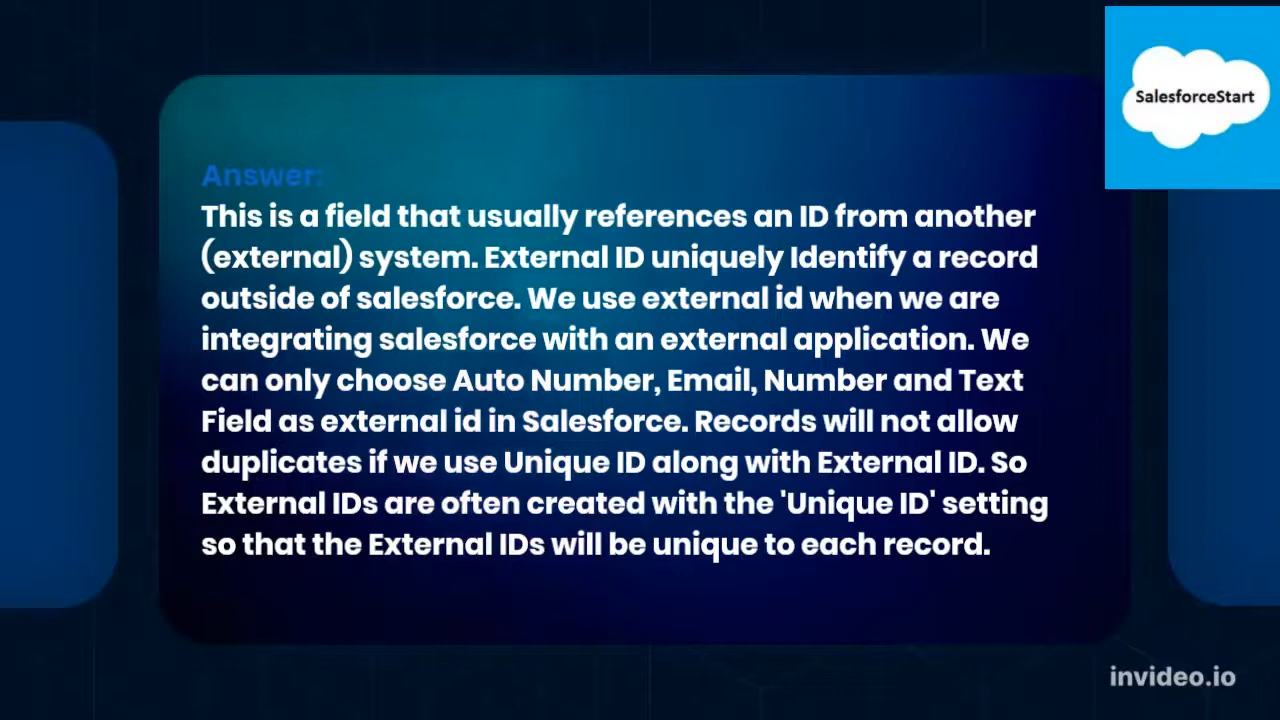 SalesforceStart
Answer:
This is a field that usually references an ID from another
(external) system. External ID uniquely Identify a record
outside of salesforce. We use external id when we are
integrating salesforce with an external application. We
can only choose Auto Number, Email, Number and Text
Field as external id in Salesforce. Records will not allow
duplicates if we use Unique ID along with External ID. So
External IDs are often created with the 'Unique ID' setting
so that the External IDs will be unique to each record.
invideo.io